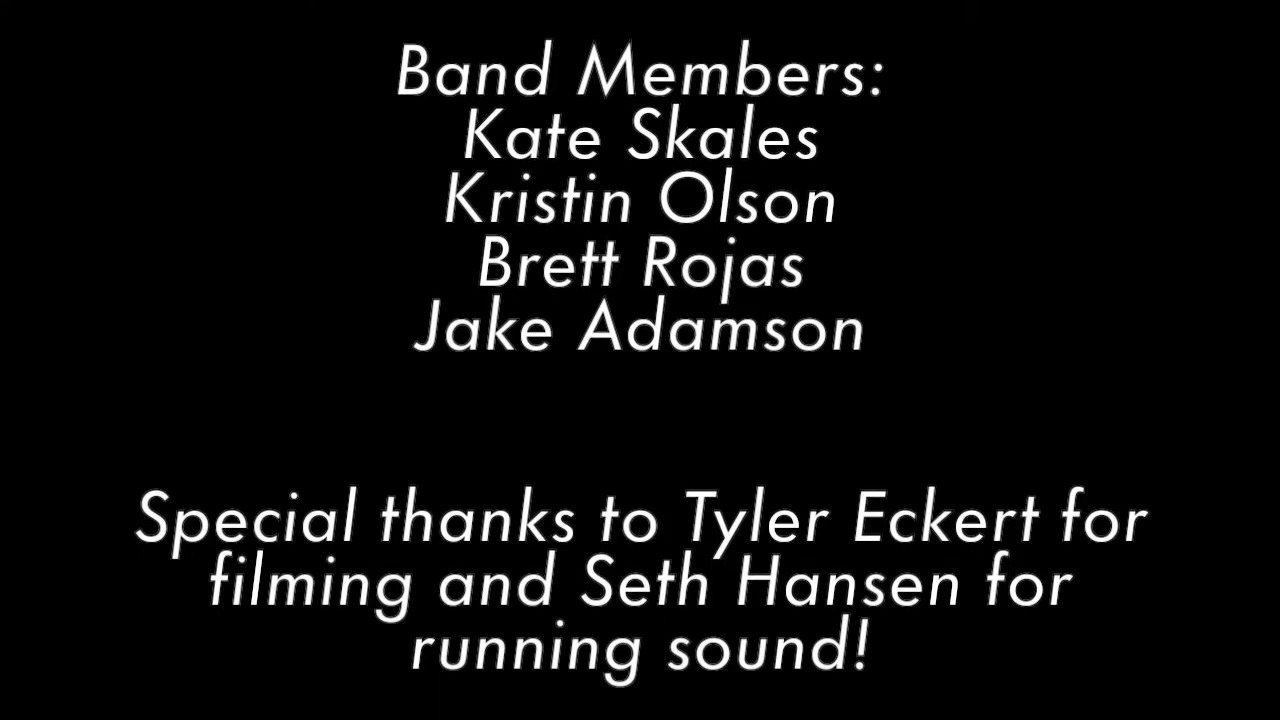 Band Members:
Kate Skales
Kristin Olson
Brett Rojas
Jake Adamson
Special thanks to Tyler Eckert for
filming and Seth Hansen for
running sound!